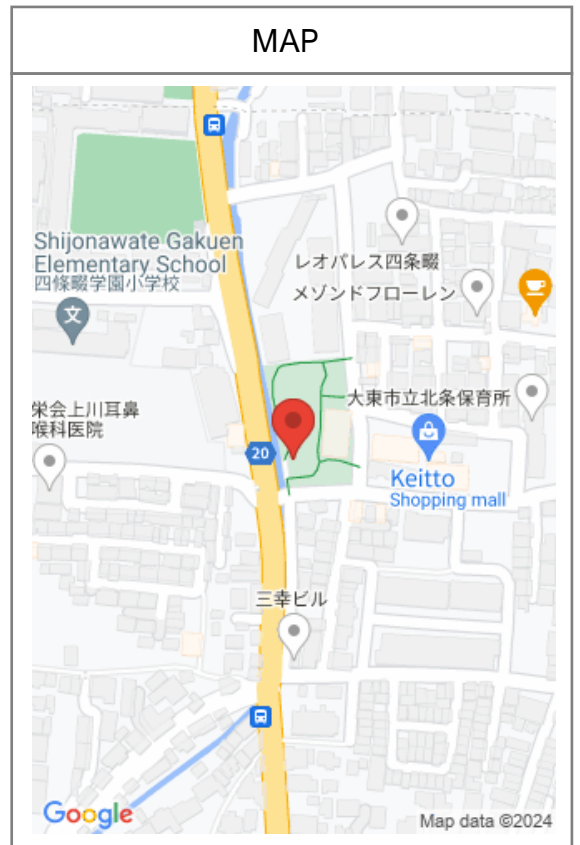 MAP
Shijonawate Gakuen
Elementary School
四條畷学園小学校
文
レオパレス四条畷
メゾンドフローレン
大東市立北条保育所
栄会上川耳鼻
喉科医院
20
Keitto
Shopping mall
三幸ビル
Google
Map data ©2024